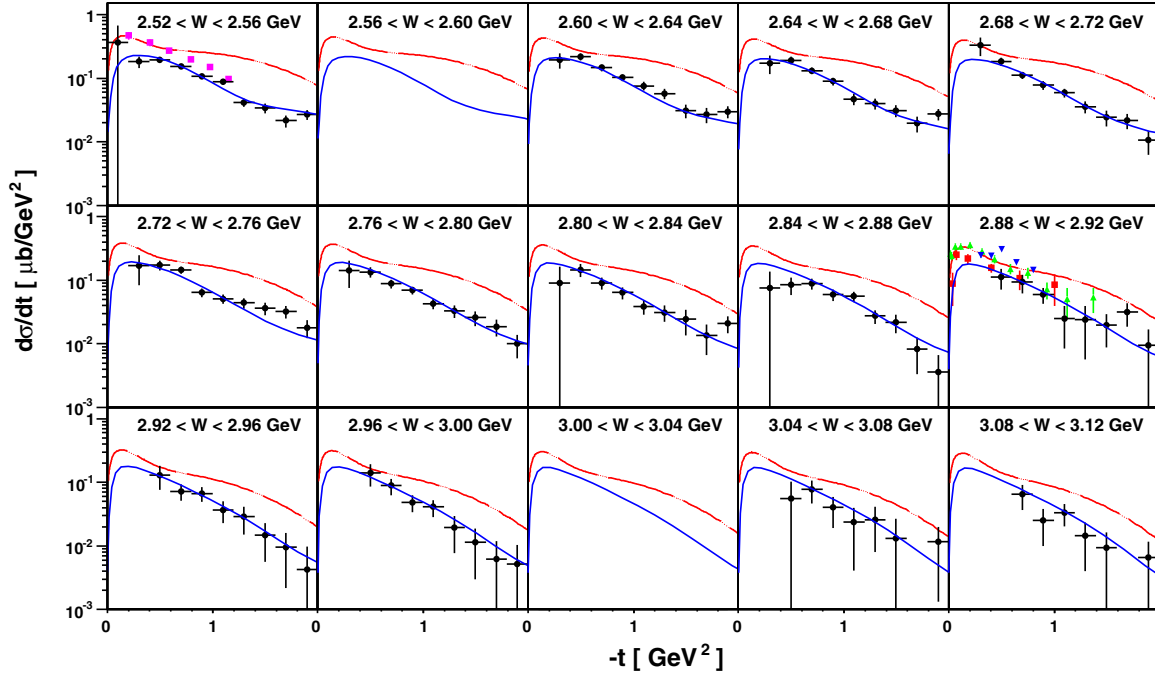 2.52 < W < 2.56 GeV
2.56 < W < 2.60 GeV
2.60 < W < 2.64 GeV
2.64 < W < 2.68 GeV
2.68 < W < 2.72 GeV
1
10⁻¹
10⁻²
10⁻³
2.72 < W < 2.76 GeV
2.76 < W < 2.80 GeV
2.80 < W < 2.84 GeV
2.84 < W < 2.88 GeV
2.88 < W < 2.92 GeV
1
10⁻¹
10⁻²
10⁻³
dσ/dt [ μb/GeV² ]
2.92 < W < 2.96 GeV
2.96 < W < 3.00 GeV
3.00 < W < 3.04 GeV
3.04 < W < 3.08 GeV
3.08 < W < 3.12 GeV
10⁻¹
10⁻²
10⁻³
0 1 0 1 0 1 0 1 0 1
-t [ GeV² ]